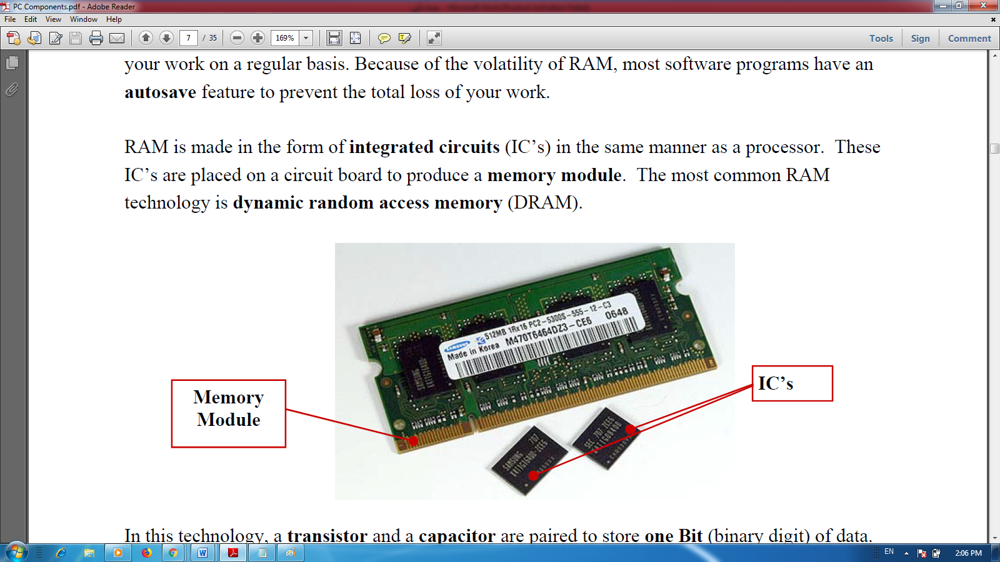 PC Components.pdf - Adobe Reader
File Edit View Window Help
7 / 35 169% Tools Sign Comment
your work on a regular basis. Because of the volatility of RAM, most software programs have an
autosave feature to prevent the total loss of your work.
RAM is made in the form of integrated circuits (IC’s) in the same manner as a processor. These
IC’s are placed on a circuit board to produce a memory module. The most common RAM
technology is dynamic random access memory (DRAM).
512MB 1Rx16 PC2-5300S-555-12-C3
SAMSUNG
M470T6464DZ3-CE6 0648
Made in Korea
Memory
Module
IC’s
SAMSUNG 707
SEC 707 ZCE6
In this technology, a transistor and a capacitor are paired to store one Bit (binary digit) of data.
EN 2:06 PM